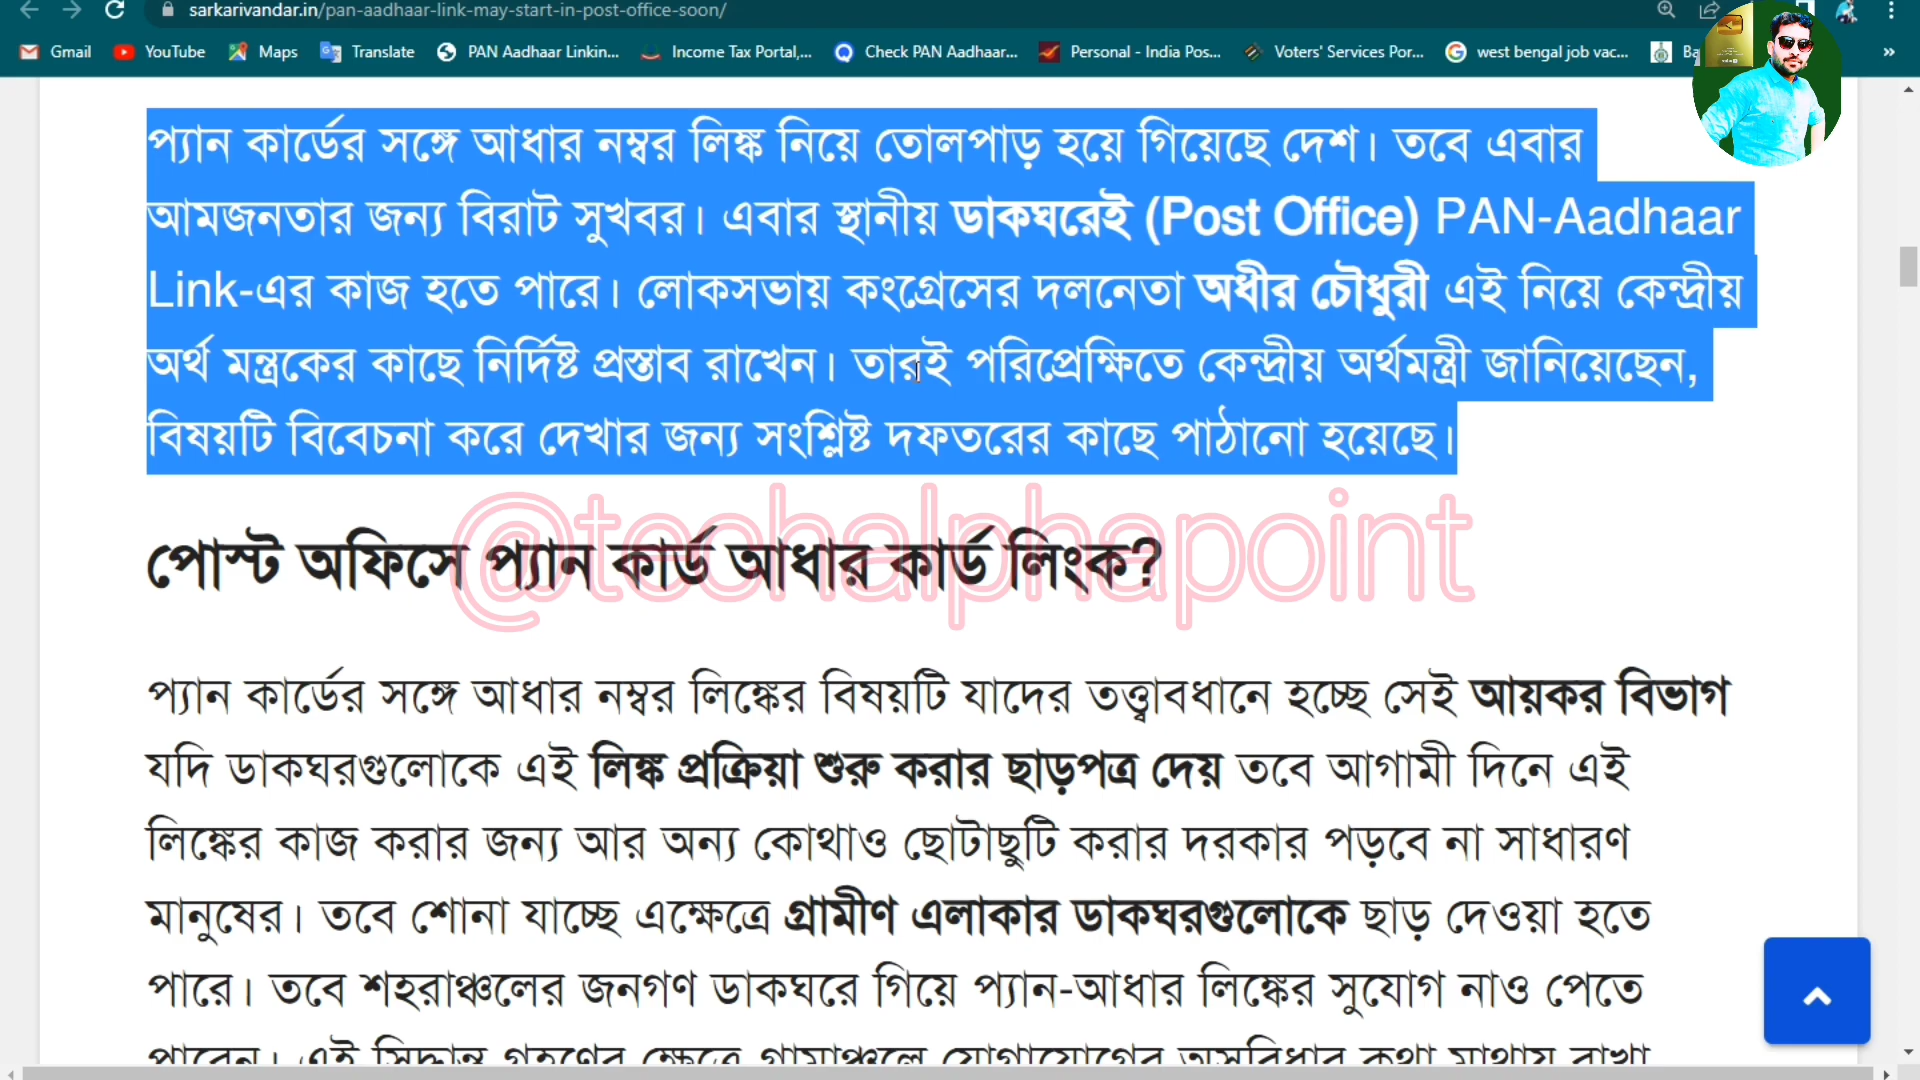 sarkarivandar.in/pan-aadhaar-link-may-start-in-post-office-soon/
Gmail YouTube Maps Translate PAN Aadhaar Linkin... Income Tax Portal,... Check PAN Aadhaar... Personal - India Pos... Voters' Services Por... west bengal job vac... »
প্যান কার্ডের সঙ্গে আধার নম্বর লিঙ্ক নিয়ে তোলপাড় হয়ে গিয়েছে দেশ। তবে এবার
আমজনতার জন্য বিরাট সুখবর। এবার স্থানীয় ডাকঘরেই (Post Office) PAN-Aadhaar
Link-এর কাজ হতে পারে। লোকসভায় কংগ্রেসের দলনেতা অধীর চৌধুরী এই নিয়ে কেন্দ্রীয়
অর্থ মন্ত্রকের কাছে নির্দিষ্ট প্রস্তাব রাখেন। তারই পরিপ্রেক্ষিতে কেন্দ্রীয় অর্থমন্ত্রী জানিয়েছেন,
বিষয়টি বিবেচনা করে দেখার জন্য সংশ্লিষ্ট দফতরের কাছে পাঠানো হয়েছে।
@techalphapoint
পোস্ট অফিসে প্যান কার্ড আধার কার্ড লিংক?
প্যান কার্ডের সঙ্গে আধার নম্বর লিঙ্কের বিষয়টি যাদের তত্ত্বাবধানে হচ্ছে সেই আয়কর বিভাগ
যদি ডাকঘরগুলোকে এই লিঙ্ক প্রক্রিয়া শুরু করার ছাড়পত্র দেয় তবে আগামী দিনে এই
লিঙ্কের কাজ করার জন্য আর অন্য কোথাও ছোটাছুটি করার দরকার পড়বে না সাধারণ
মানুষের। তবে শোনা যাচ্ছে এক্ষেত্রে গ্রামীণ এলাকার ডাকঘরগুলোকে ছাড় দেওয়া হতে
পারে। তবে শহরাঞ্চলের জনগণ ডাকঘরে গিয়ে প্যান-আধার লিঙ্কের সুযোগ নাও পেতে
পারেন। এই সিদ্ধান্ত গ্রহণের ক্ষেত্রে গ্রামাঞ্চলে যোগাযোগের অসুবিধার কথা মাথায় রাখা